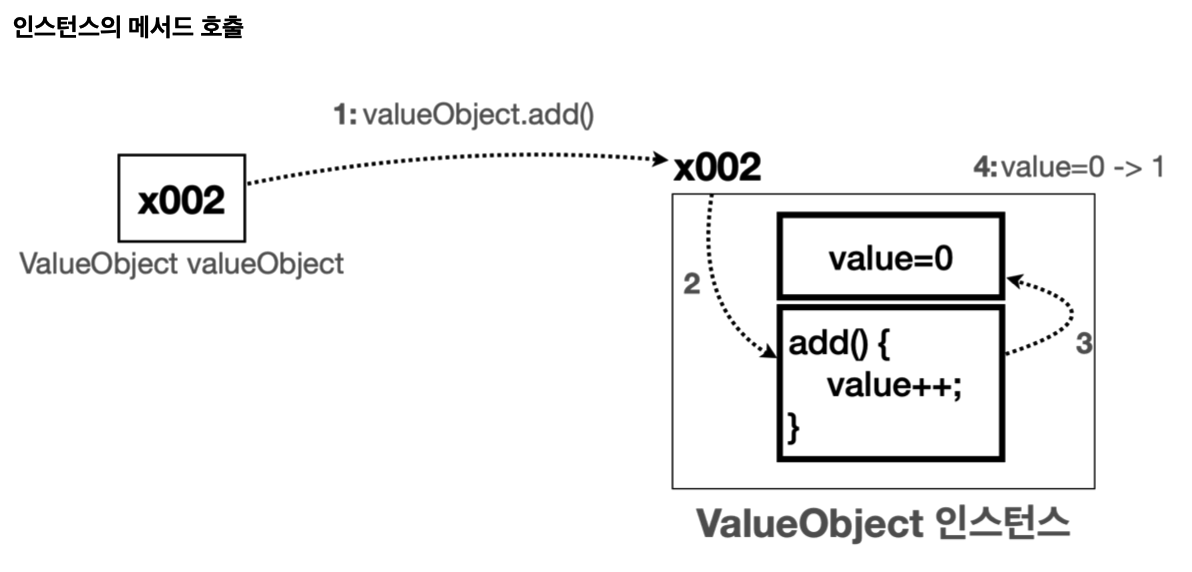 인스턴스의 메서드 호출
1: valueObject.add()
x002
ValueObject valueObject
x002
4: value=0 -> 1
2
value=0
3
add() {
value++;
}
ValueObject 인스턴스